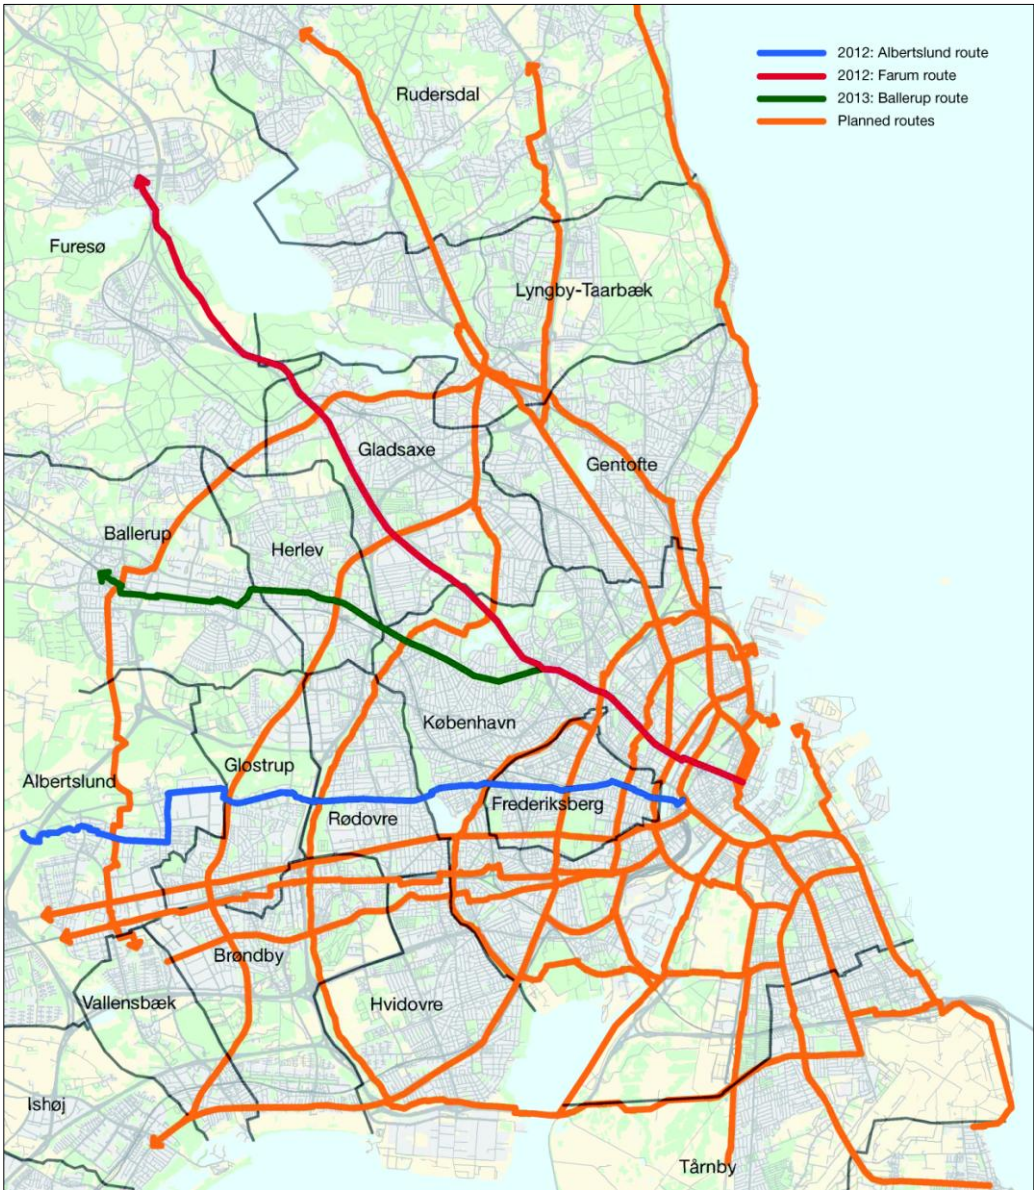 2012: Albertslund route
2012: Farum route
2013: Ballerup route
Planned routes
Rudersdal
Furesø
Lyngby-Taarbæk
Gladsaxe
Gentofte
Ballerup
Herlev
København
Albertslund
Glostrup
Frederiksberg
Rødovre
Brøndby
Vallensbæk
Hvidovre
Ishøj
Tårnby